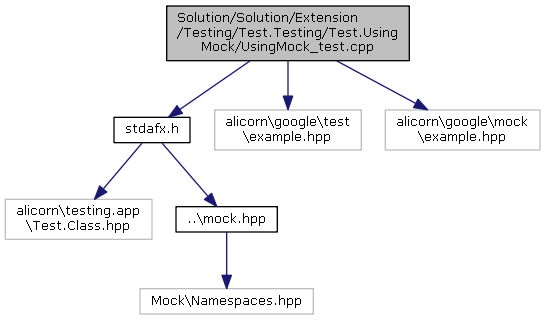 Solution/Solution/Extension
/Testing/Test.Testing/Test.Using
Mock/UsingMock_test.cpp
stdafx.h
alicorn\google\test
\example.hpp
alicorn\google\mock
\example.hpp
alicorn\testing.app
\Test.Class.hpp
..\mock.hpp
Mock\Namespaces.hpp